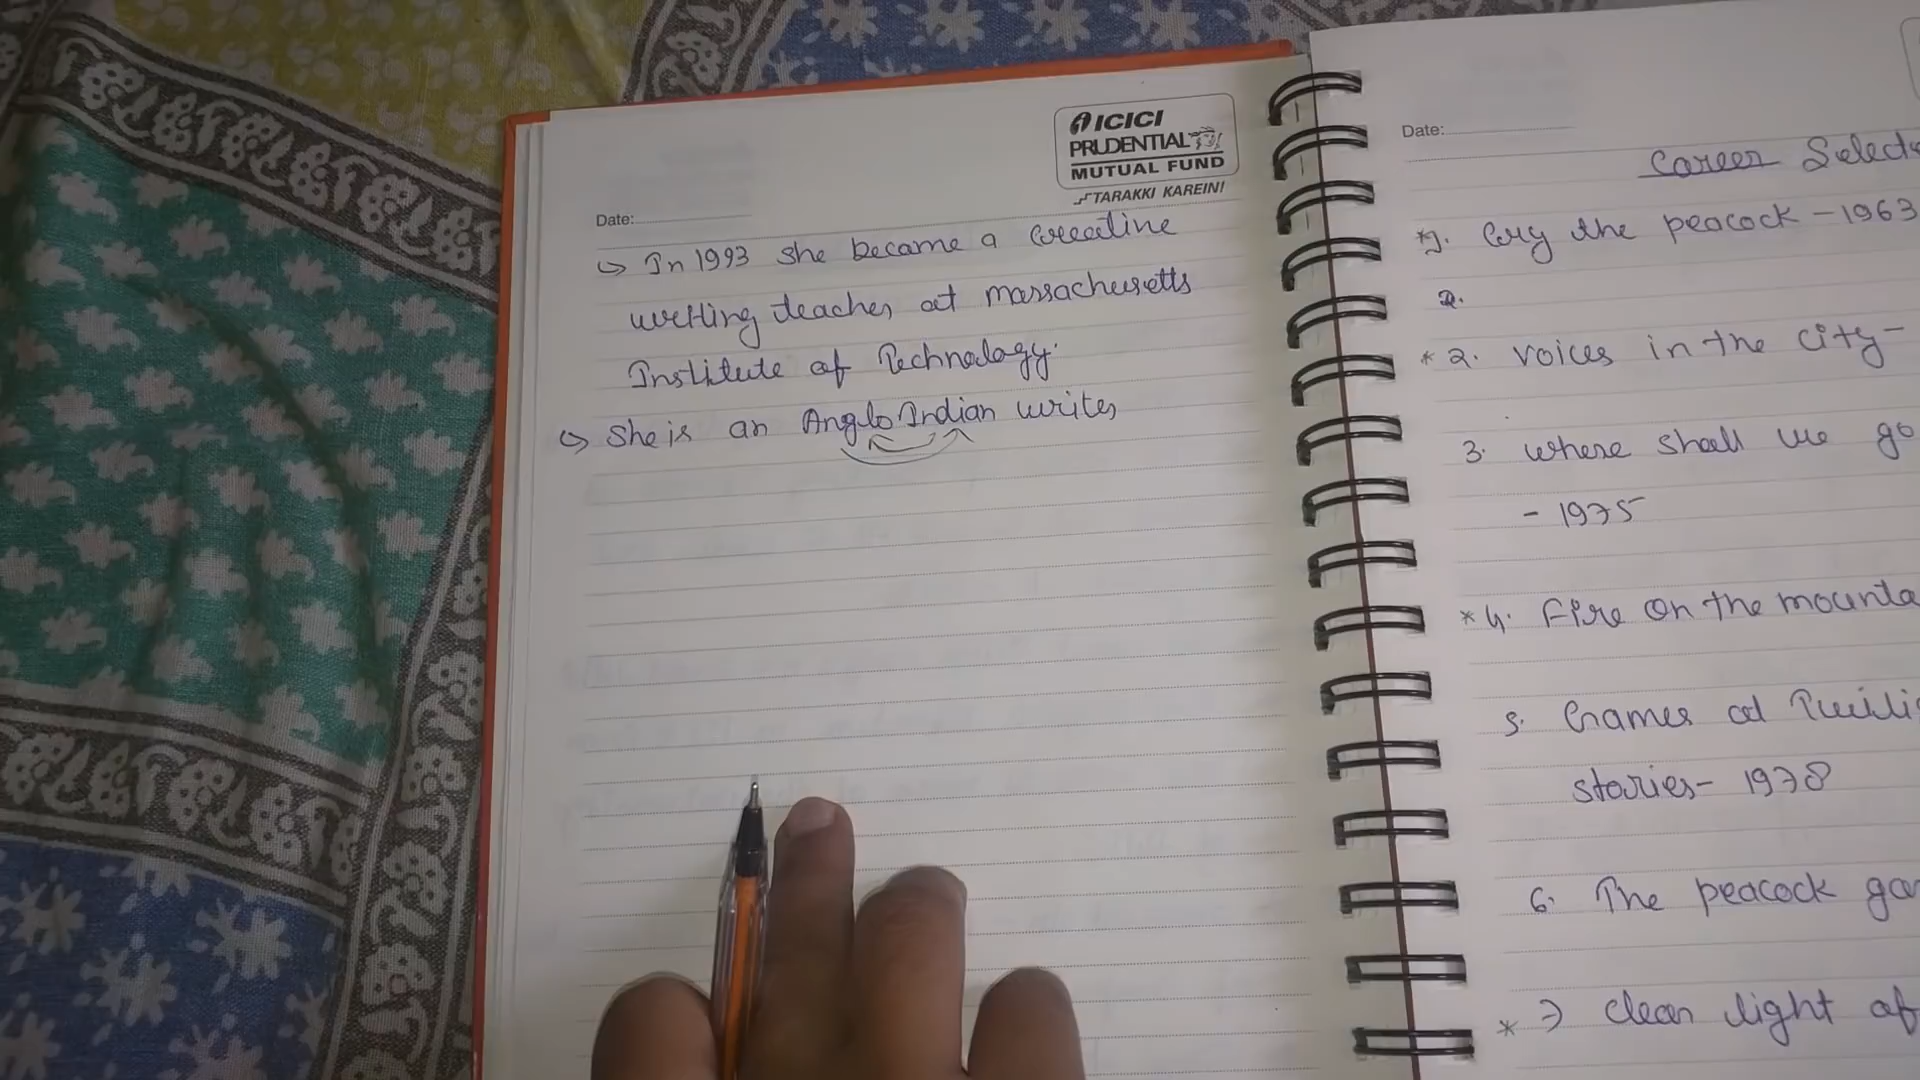 ICICI
PRUDENTIAL
MUTUAL FUND
TARAKKI KAREIN!
Date:
In 1993 she became a creative
writing teacher at Massachusetts
Institute of Technology.
She is an Anglo Indian writer
Date:
Career Select
*1. Cry the peacock - 1963
2.
* 2. voices in the city -
3. where shall we go
- 1975
* 4. Fire on the mounta
5. Games at Twili
stories - 1978
6. The peacock ga
* 7 clear light of